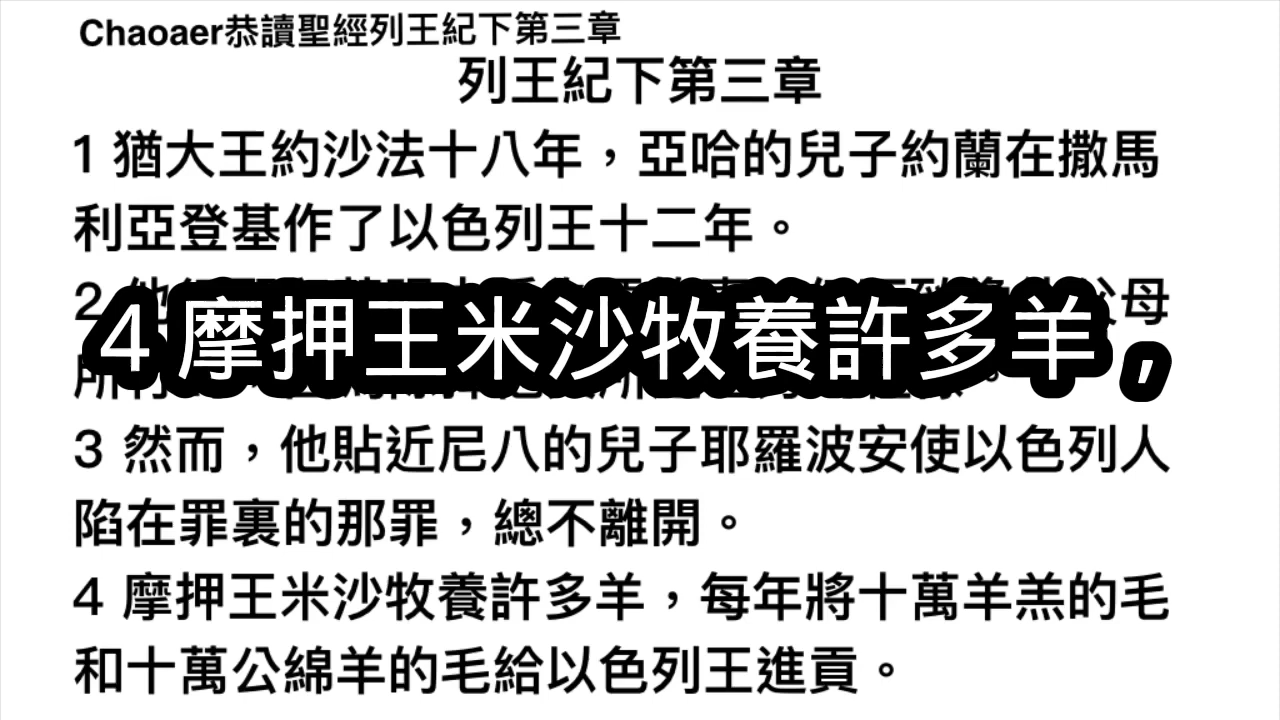 Chaoaer恭讀聖經列王紀下第三章
列王紀下第三章
1 猶大王約沙法十八年，亞哈的兒子約蘭在撒馬
利亞登基作了以色列王十二年。
2
父母
4 摩押王米沙牧養許多羊，
所
3 然而，他貼近尼八的兒子耶羅波安使以色列人
陷在罪裏的那罪，總不離開。
4 摩押王米沙牧養許多羊，每年將十萬羊羔的毛
和十萬公綿羊的毛給以色列王進貢。